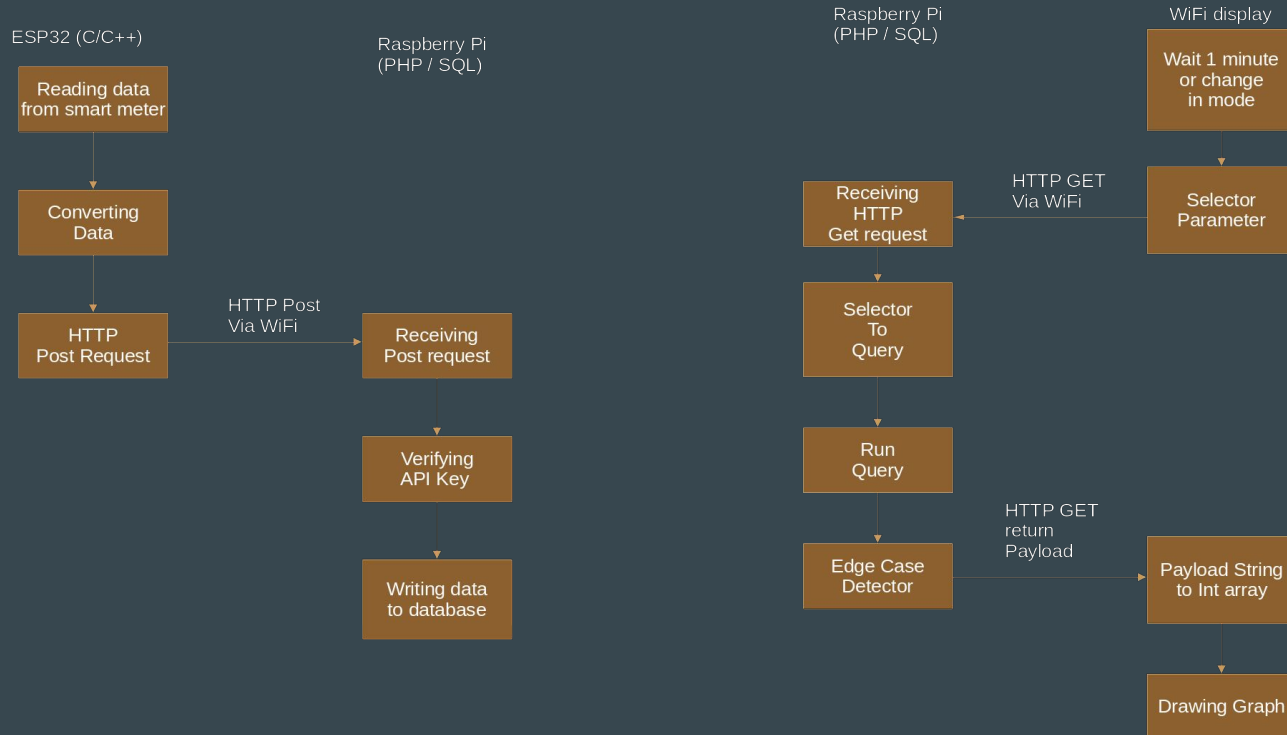 ESP32 (C/C++)
Reading data
from smart meter
Converting
Data
HTTP
Post Request
HTTP Post
Via WiFi
Raspberry Pi
(PHP / SQL)
Receiving
Post request
Verifying
API Key
Writing data
to database
Raspberry Pi
(PHP / SQL)
WiFi display
Wait 1 minute
or change
in mode
Selector
Parameter
HTTP GET
Via WiFi
Receiving
HTTP
Get request
Selector
To
Query
Run
Query
Edge Case
Detector
HTTP GET
return
Payload
Payload String
to Int array
Drawing Graph